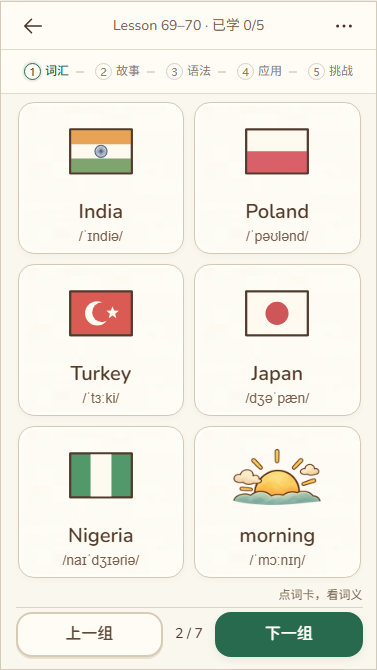 Lesson 69–70 · 已学 0/5
1 词汇 – 2 故事 – 3 语法 – 4 应用 – 5 挑战
India
/ˈɪndiə/
Poland
/ˈpəʊlənd/
Turkey
/ˈtɜːki/
Japan
/dʒəˈpæn/
Nigeria
/naɪˈdʒɪəriə/
morning
/ˈmɔːnɪŋ/
点词卡，看词义
上一组
2 / 7
下一组